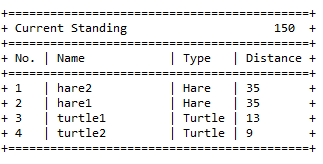 +===========================================+
+ Current Standing                     150  +
+===========================================+
+ No. | Name            | Type   | Distance +
+===========================================+
+ 1   | hare2           | Hare   | 35       +
+ 2   | hare1           | Hare   | 35       +
+ 3   | turtle1         | Turtle | 13       +
+ 4   | turtle2         | Turtle | 9        +
+===========================================+